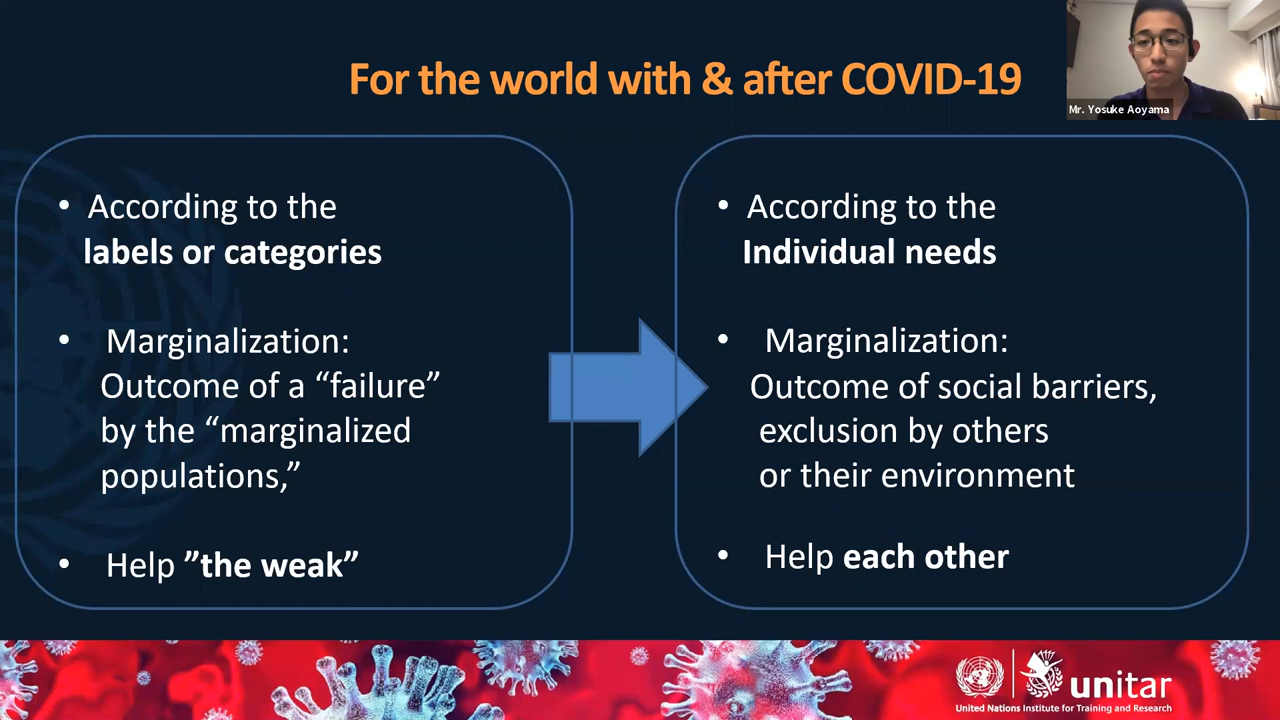 For the world with & after COVID-19
Mr. Yosuke Aoyama
• According to the
labels or categories
• Marginalization:
Outcome of a “failure”
by the “marginalized
populations,”
• Help ”the weak”
• According to the
Individual needs
• Marginalization:
Outcome of social barriers,
exclusion by others
or their environment
• Help each other
unitar
United Nations Institute for Training and Research